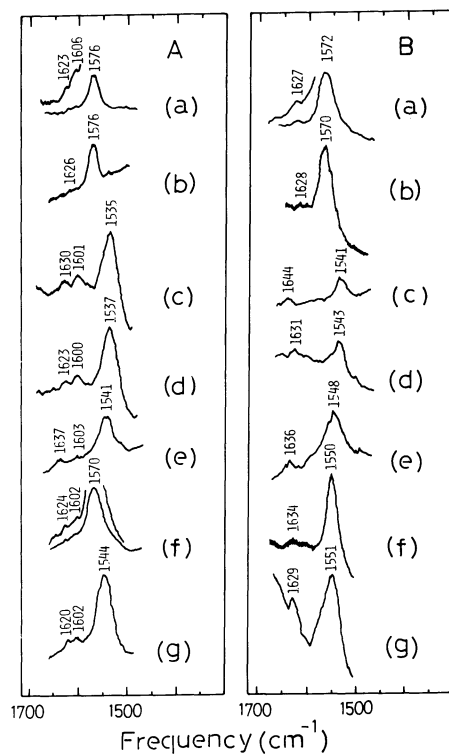 A
1623
1606
1576
(a)
1626
1576
(b)
1630
1601
1535
(c)
1623
1600
1537
(d)
1637
1603
1541
(e)
1624
1602
1570
(f)
1620
1602
1544
(g)
1700
1500
B
1627
1572
(a)
1628
1570
(b)
1644
1541
(c)
1631
1543
(d)
1636
1548
(e)
1634
1550
(f)
1629
1551
(g)
1700
1500
Frequency (cm⁻¹)